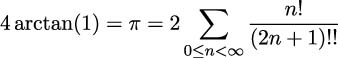 4 arctan(1) = π = 2 ∑_{0≤n<∞} n!/(2n + 1)!!